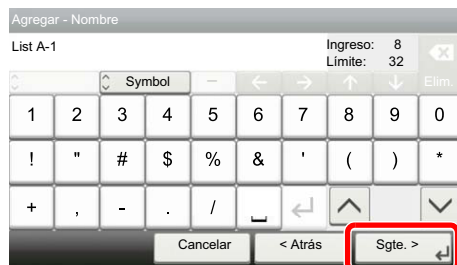 Agregar - Nombre
List A-1
Ingreso: 8
Límite: 32
Symbol
Elim.
1 2 3 4 5 6 7 8 9 0
! " # $ % & ' ( ) *
+ , - . /
Cancelar < Atrás Sgte. >